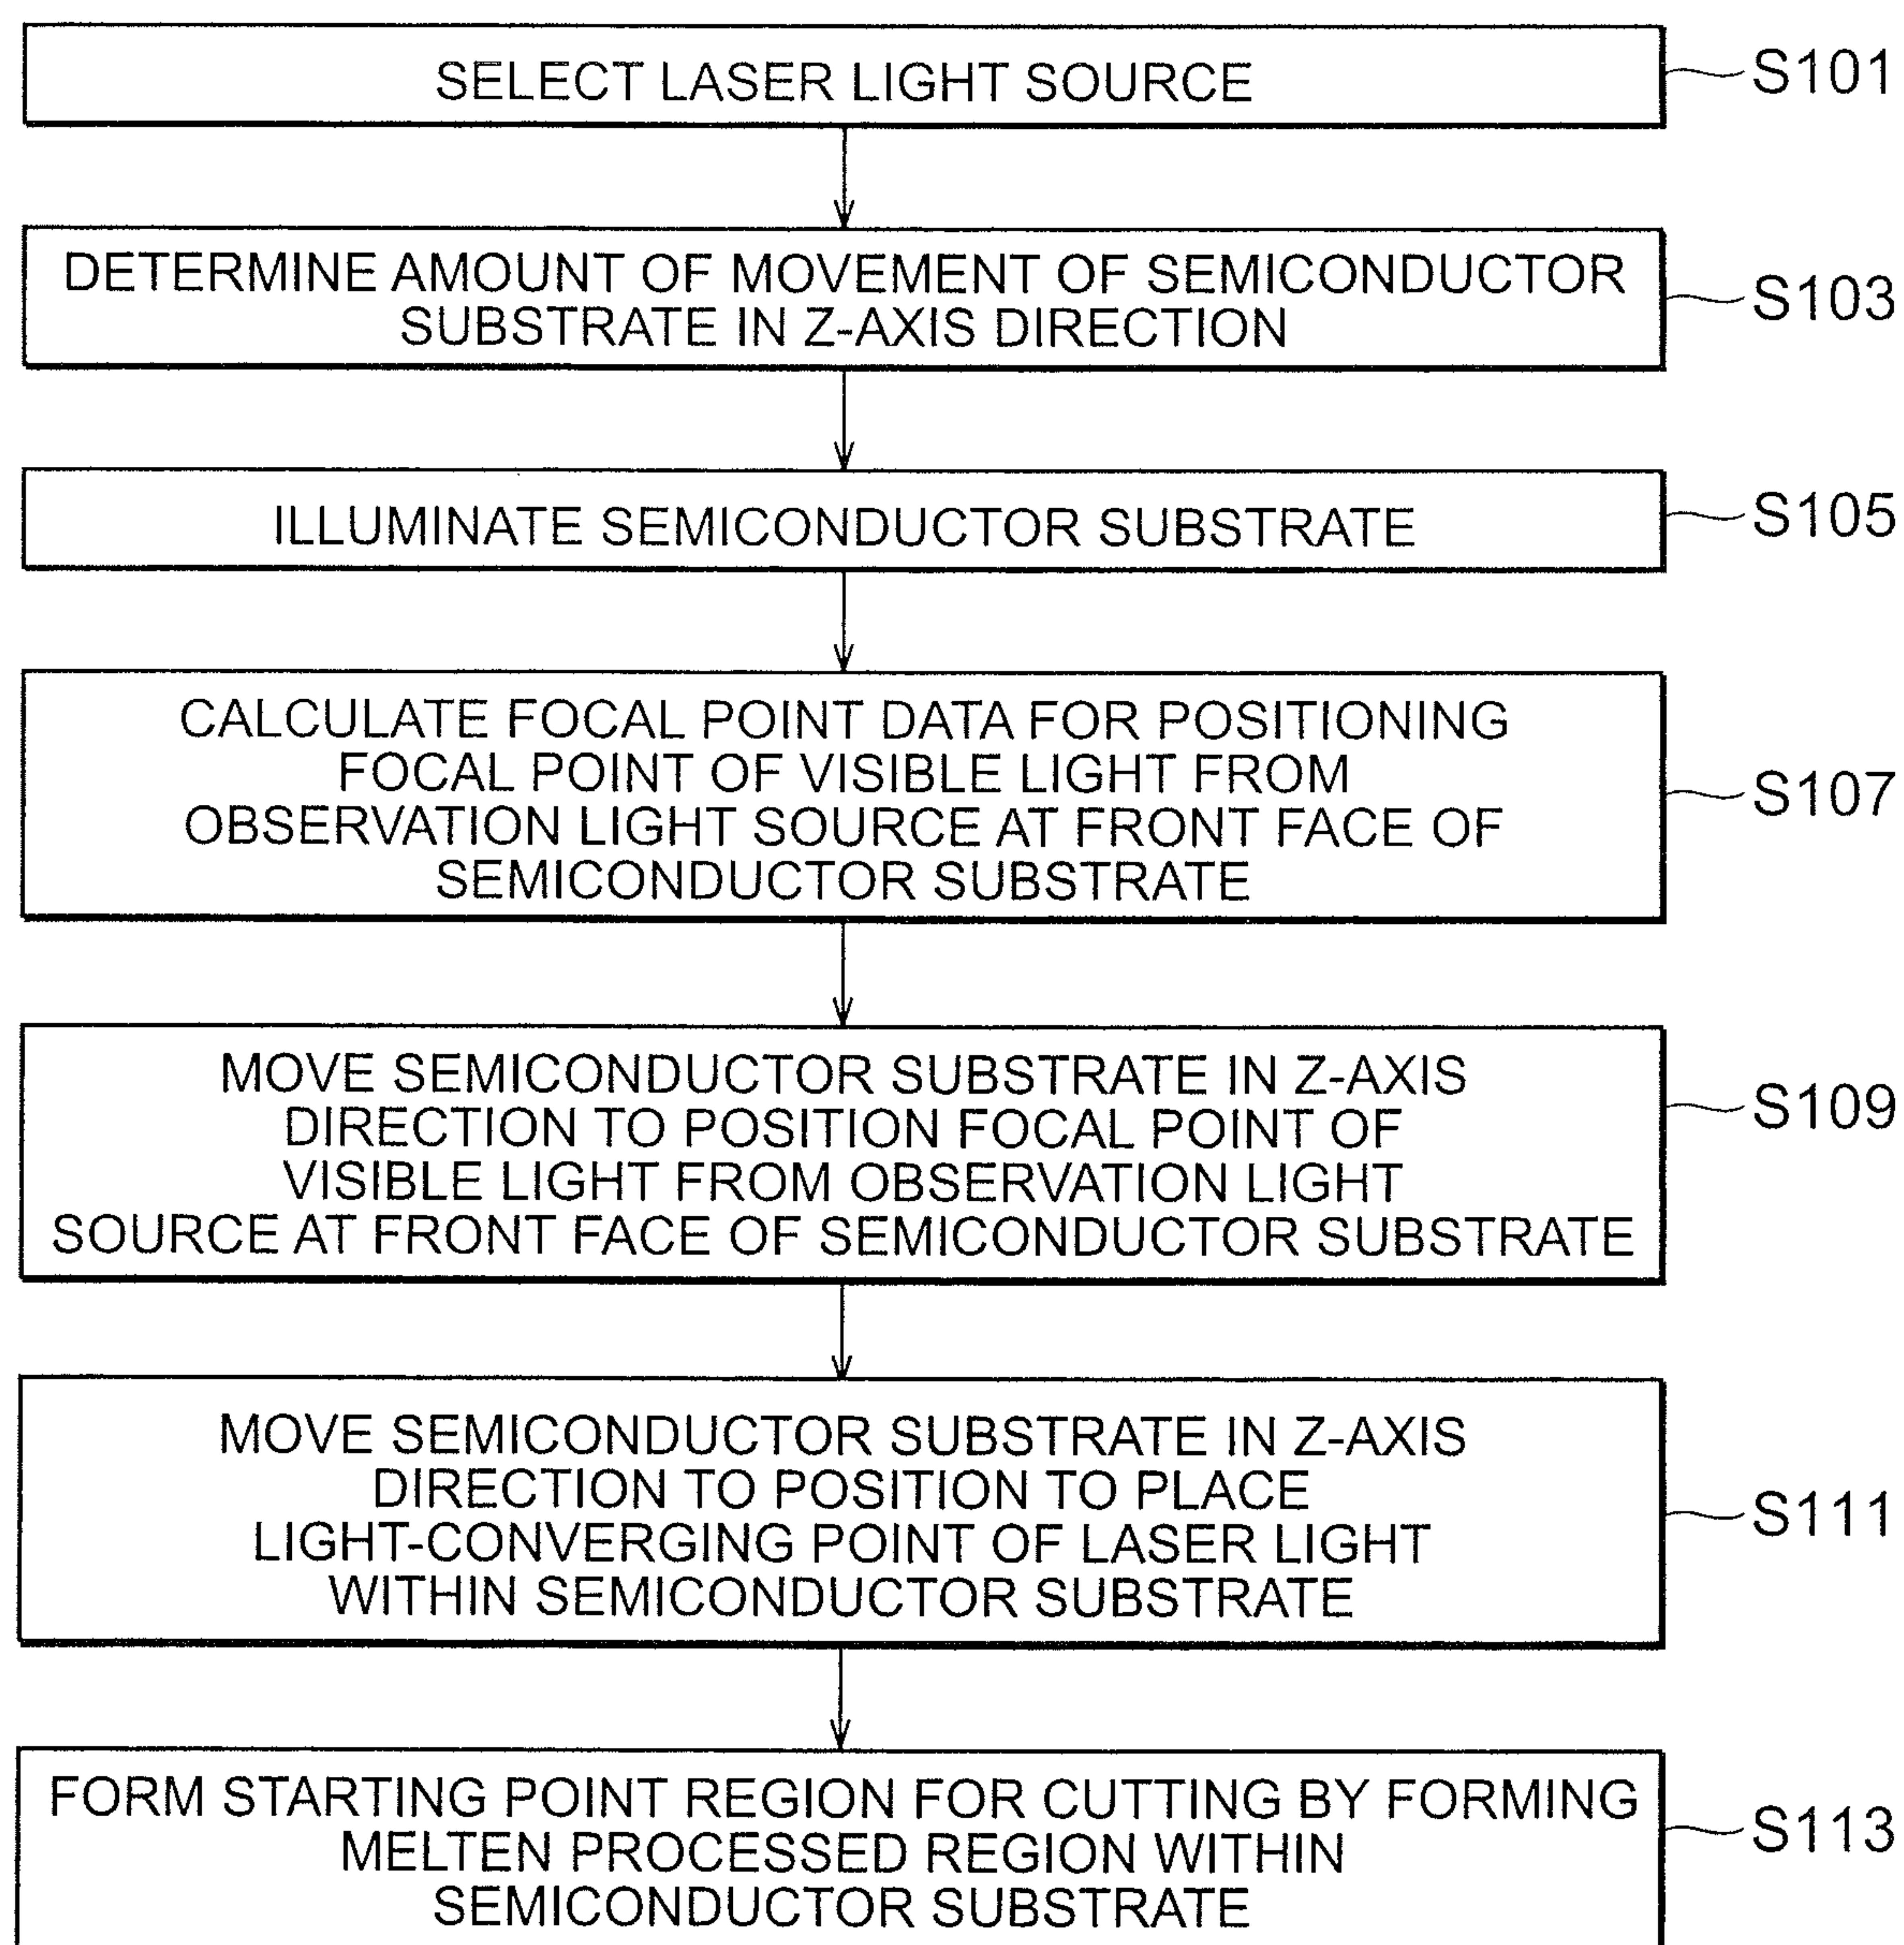 SELECT LASER LIGHT SOURCE
S101
DETERMINE AMOUNT OF MOVEMENT OF SEMICONDUCTOR
SUBSTRATE IN Z-AXIS DIRECTION
S103
ILLUMINATE SEMICONDUCTOR SUBSTRATE
S105
CALCULATE FOCAL POINT DATA FOR POSITIONING
FOCAL POINT OF VISIBLE LIGHT FROM
OBSERVATION LIGHT SOURCE AT FRONT FACE OF
SEMICONDUCTOR SUBSTRATE
S107
MOVE SEMICONDUCTOR SUBSTRATE IN Z-AXIS
DIRECTION TO POSITION FOCAL POINT OF
VISIBLE LIGHT FROM OBSERVATION LIGHT
SOURCE AT FRONT FACE OF SEMICONDUCTOR SUBSTRATE
S109
MOVE SEMICONDUCTOR SUBSTRATE IN Z-AXIS
DIRECTION TO POSITION TO PLACE
LIGHT-CONVERGING POINT OF LASER LIGHT
WITHIN SEMICONDUCTOR SUBSTRATE
S111
FORM STARTING POINT REGION FOR CUTTING BY FORMING
MELTEN PROCESSED REGION WITHIN
SEMICONDUCTOR SUBSTRATE
S113